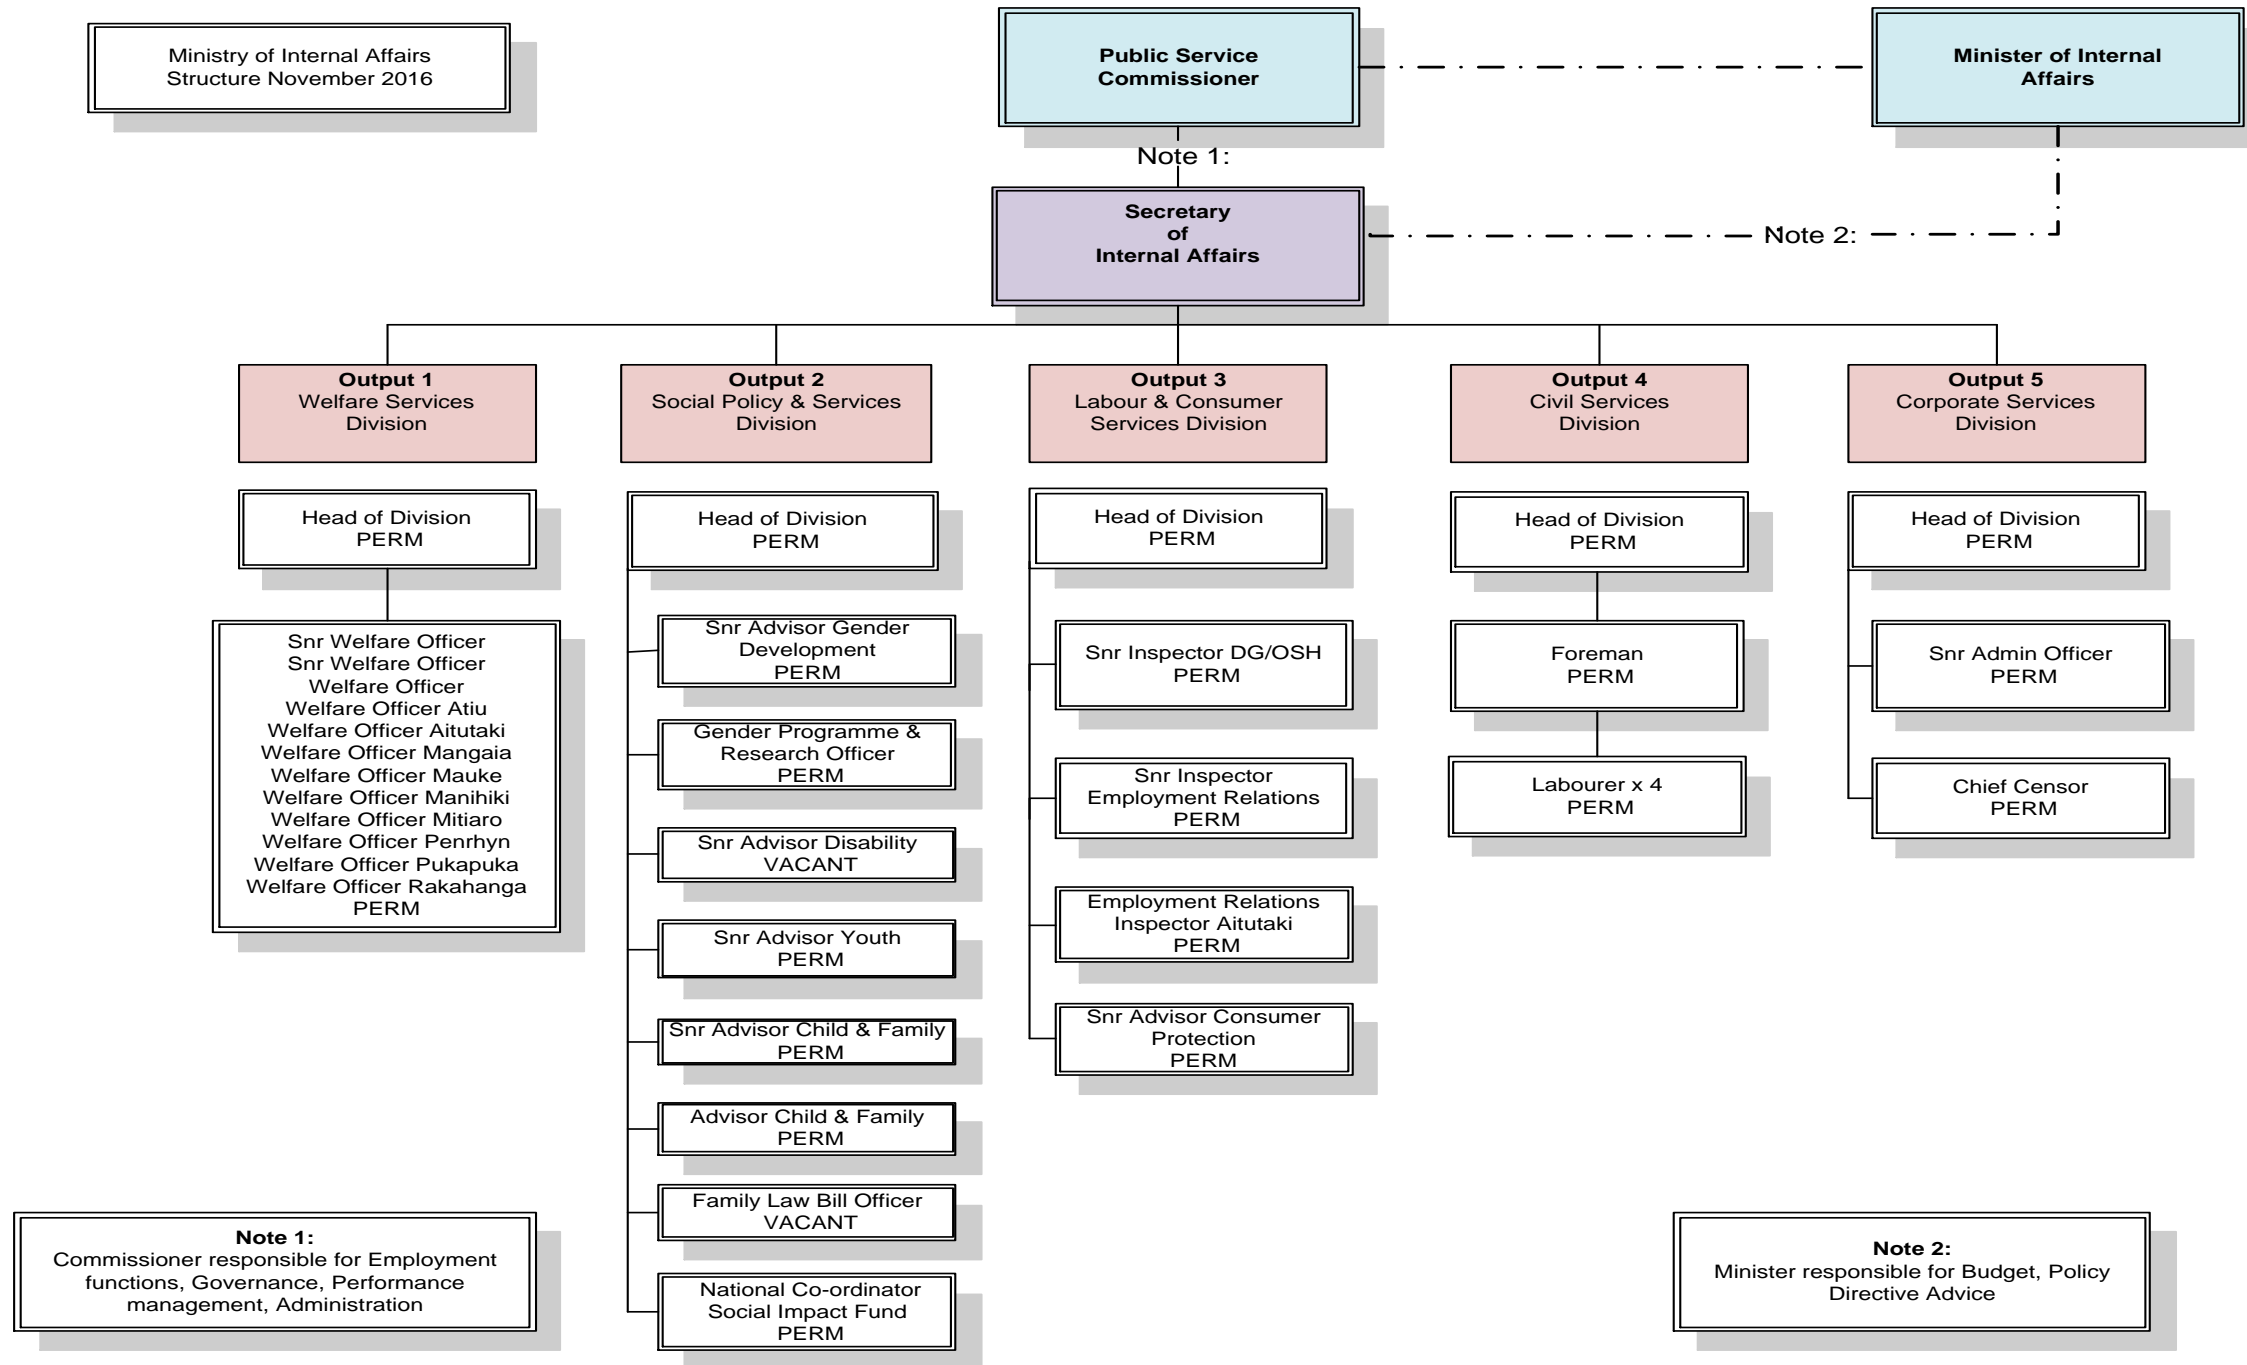 Ministry of Internal Affairs
Structure November 2016
Public Service
Commissioner
Minister of Internal
Affairs
Note 1:
Secretary
of
Internal Affairs
Note 2:
Output 1
Welfare Services
Division
Output 2
Social Policy & Services
Division
Output 3
Labour & Consumer
Services Division
Output 4
Civil Services
Division
Output 5
Corporate Services
Division
Head of Division
PERM
Snr Welfare Officer
Snr Welfare Officer
Welfare Officer
Welfare Officer Atiu
Welfare Officer Aitutaki
Welfare Officer Mangaia
Welfare Officer Mauke
Welfare Officer Manihiki
Welfare Officer Mitiaro
Welfare Officer Penrhyn
Welfare Officer Pukapuka
Welfare Officer Rakahanga
PERM
Head of Division
PERM
Snr Advisor Gender
Development
PERM
Gender Programme &
Research Officer
PERM
Snr Advisor Disability
VACANT
Snr Advisor Youth
PERM
Snr Advisor Child & Family
PERM
Advisor Child & Family
PERM
Family Law Bill Officer
VACANT
National Co-ordinator
Social Impact Fund
PERM
Head of Division
PERM
Snr Inspector DG/OSH
PERM
Snr Inspector
Employment Relations
PERM
Employment Relations
Inspector Aitutaki
PERM
Snr Advisor Consumer
Protection
PERM
Head of Division
PERM
Foreman
PERM
Labourer x 4
PERM
Head of Division
PERM
Snr Admin Officer
PERM
Chief Censor
PERM
Note 1:
Commissioner responsible for Employment
functions, Governance, Performance
management, Administration
Note 2:
Minister responsible for Budget, Policy
Directive Advice